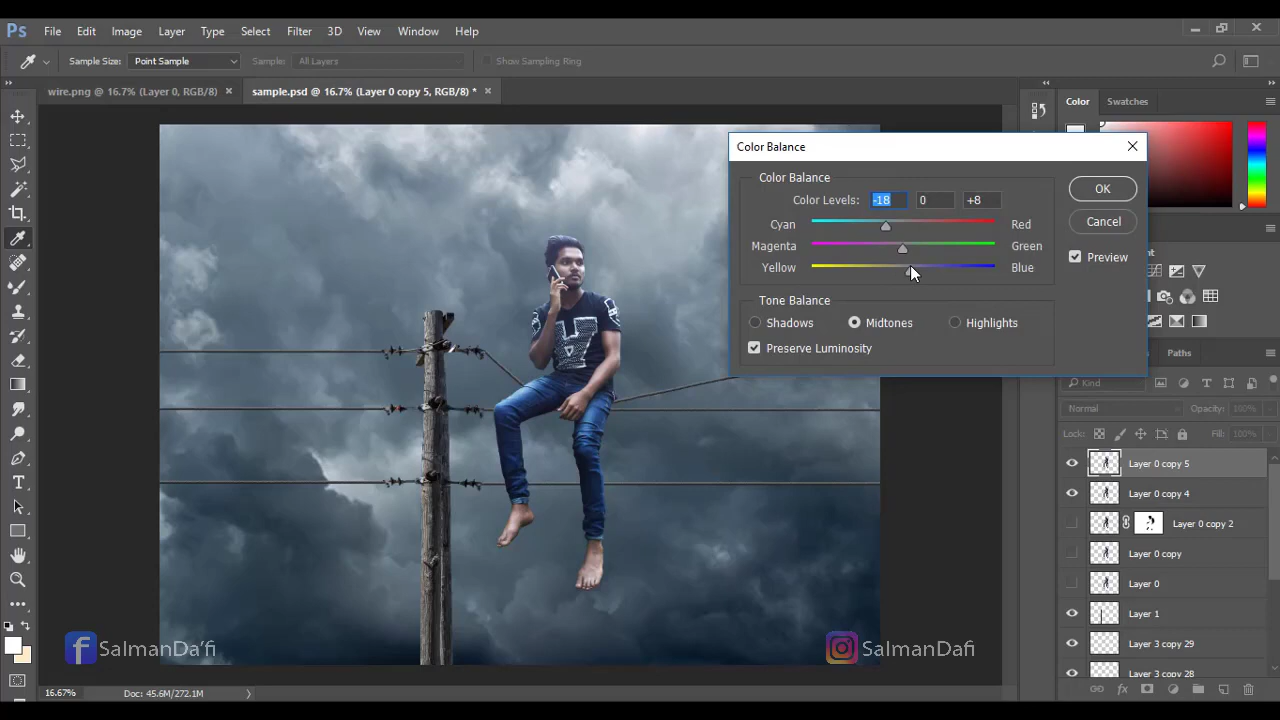 Ps File Edit Image Layer Type Select Filter 3D View Window Help
Sample Size: Point Sample Sample: All Layers Show Sampling Ring
wire.png @ 16.7% (Layer 0, RGB/8) × sample.psd @ 16.7% (Layer 0 copy 5, RGB/8) * ×
Color Swatches
Color Balance
Color Balance
Color Levels: -18 0 +8
OK
Cyan Red
Cancel
Magenta Green
Preview
Yellow Blue
Tone Balance
Shadows Midtones Highlights
Preserve Luminosity
Paths
Kind
Normal Opacity: 100%
Lock: Fill: 100%
Layer 0 copy 5
Layer 0 copy 4
Layer 0 copy 2
Layer 0 copy
Layer 0
Layer 1
Layer 3 copy 29
Layer 3 copy 28
f SalmanDa'fi
SalmanDafi
16.67% Doc: 45.6M/272.1M